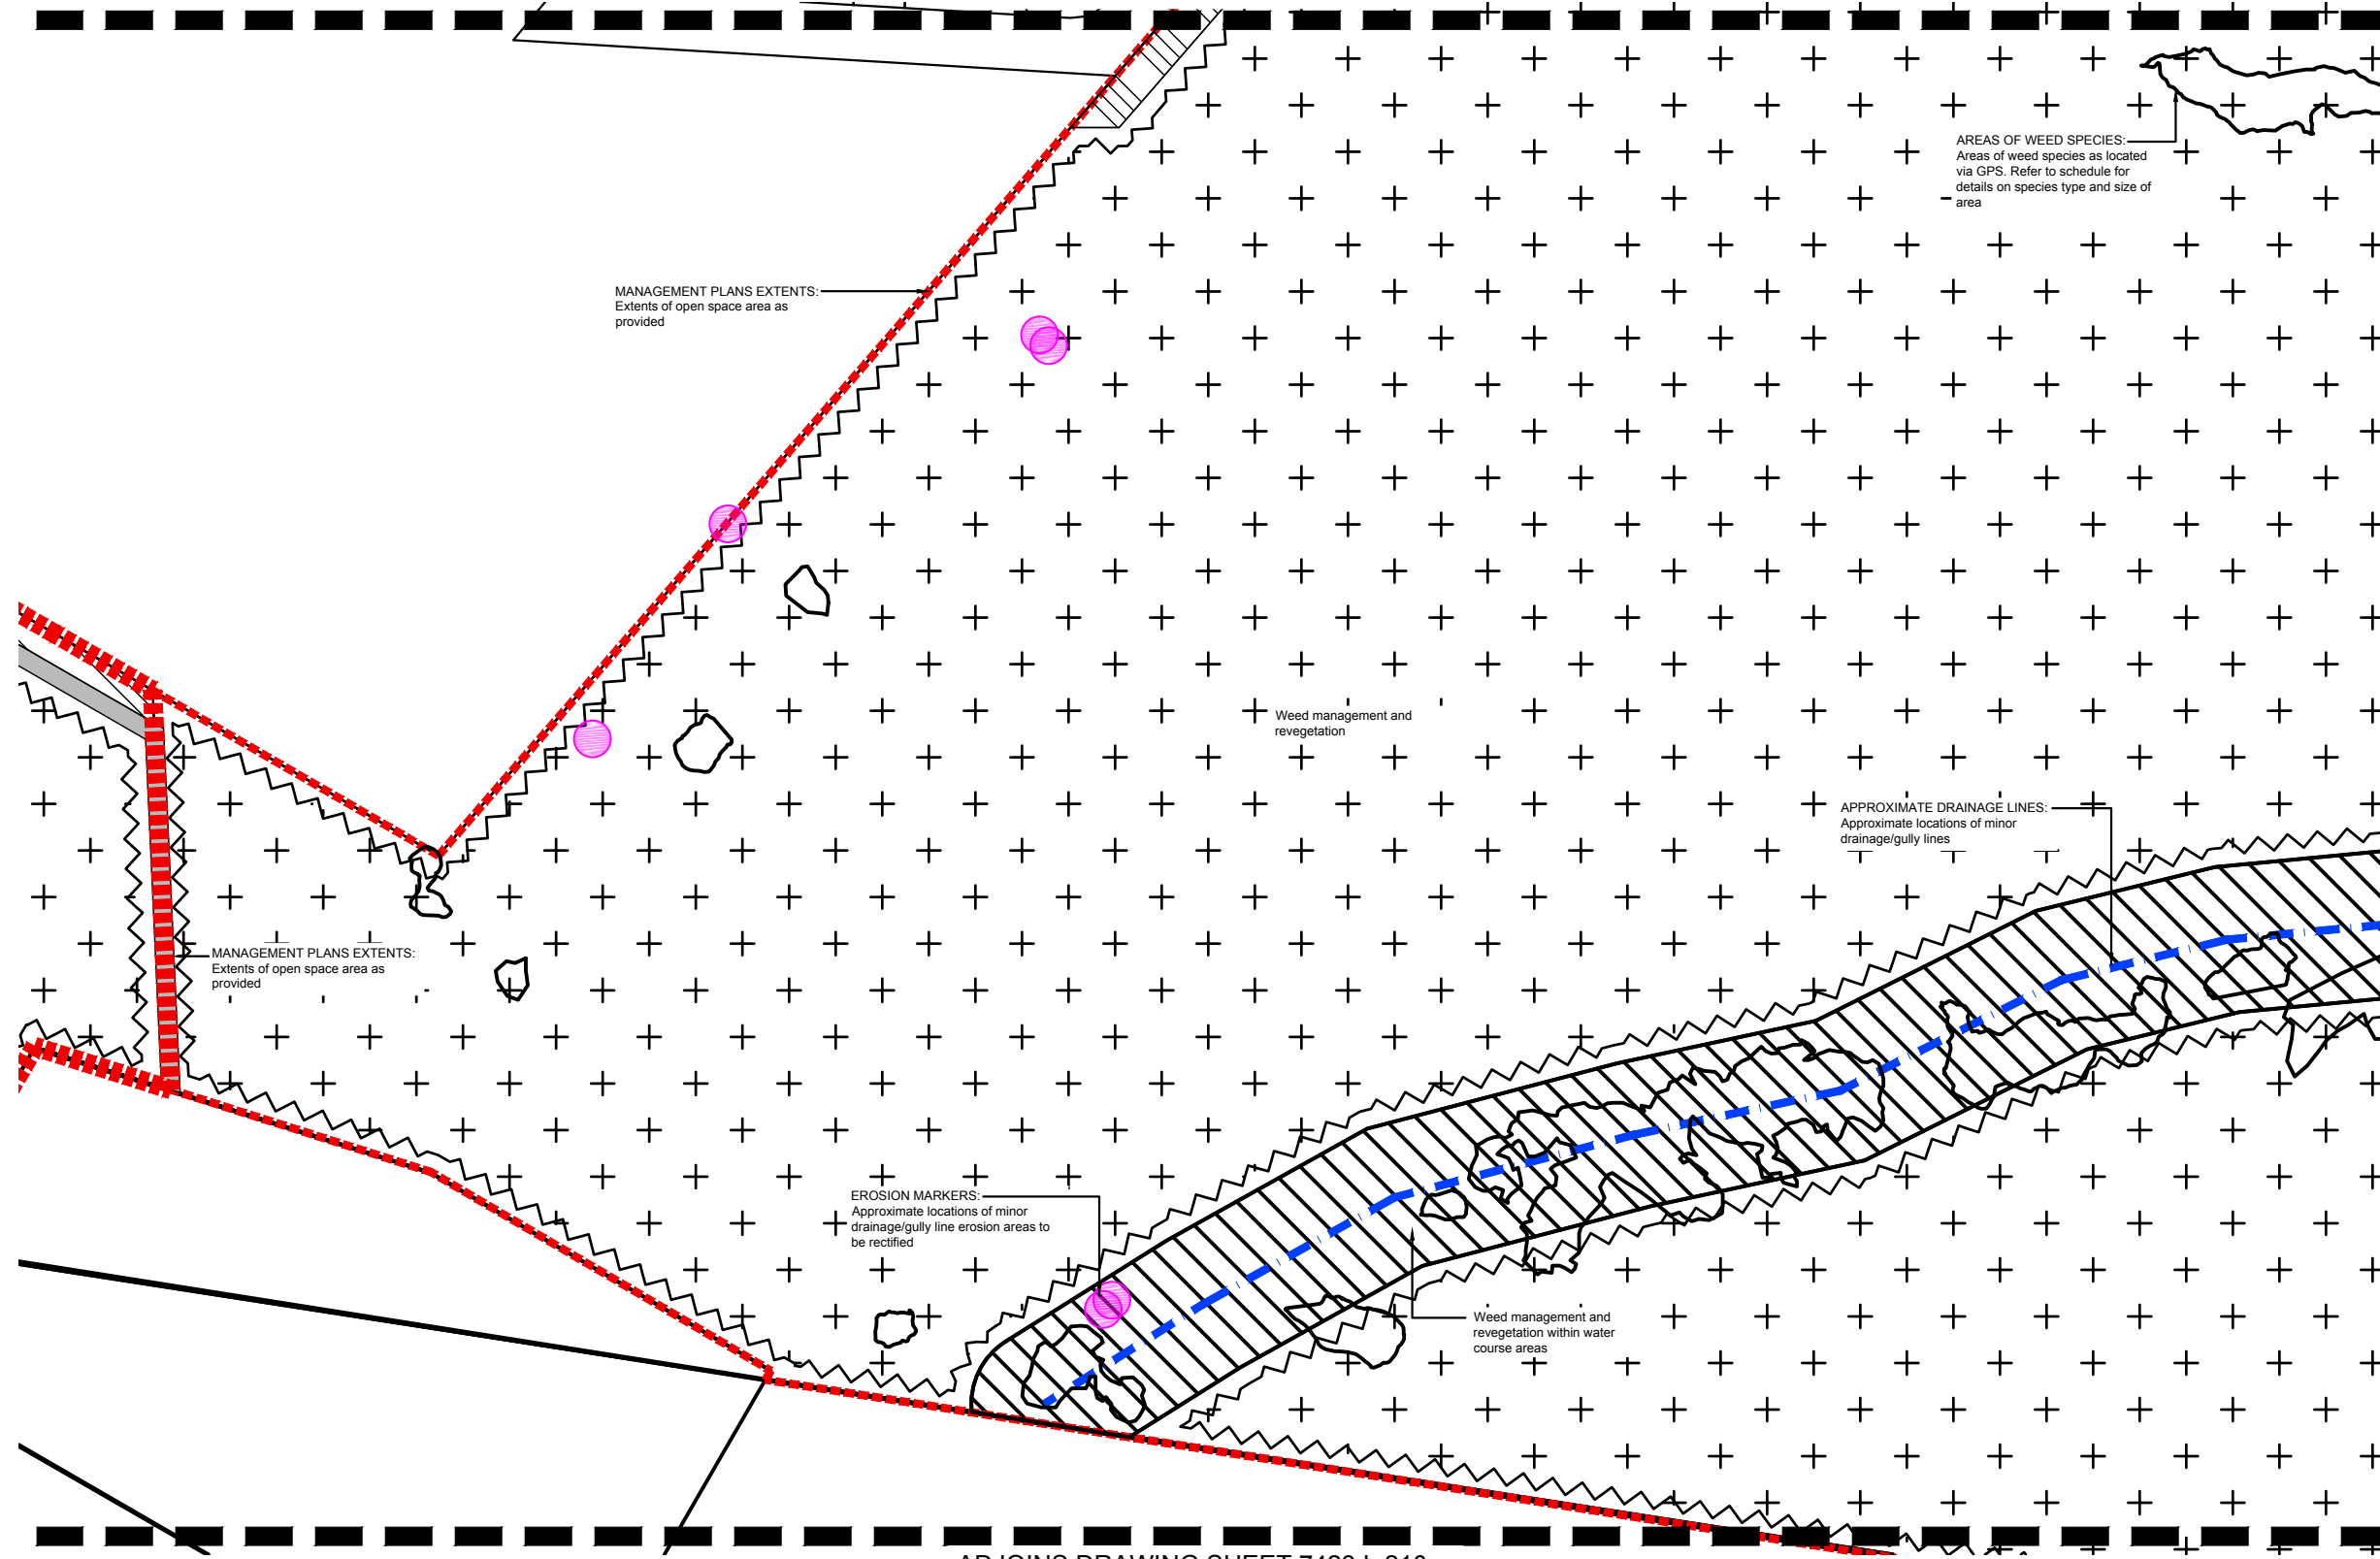 AREAS OF WEED SPECIES:
Areas of weed species as located
via GPS. Refer to schedule for
details on species type and size of
area
MANAGEMENT PLANS EXTENTS:
Extents of open space area as
provided
Weed management and
revegetation
APPROXIMATE DRAINAGE LINES:
Approximate locations of minor
drainage/gully lines
MANAGEMENT PLANS EXTENTS:
Extents of open space area as
provided
EROSION MARKERS:
Approximate locations of minor
drainage/gully line erosion areas to
be rectified
Weed management and
revegetation within water
course areas
ADJOINS DRAWING SHEET